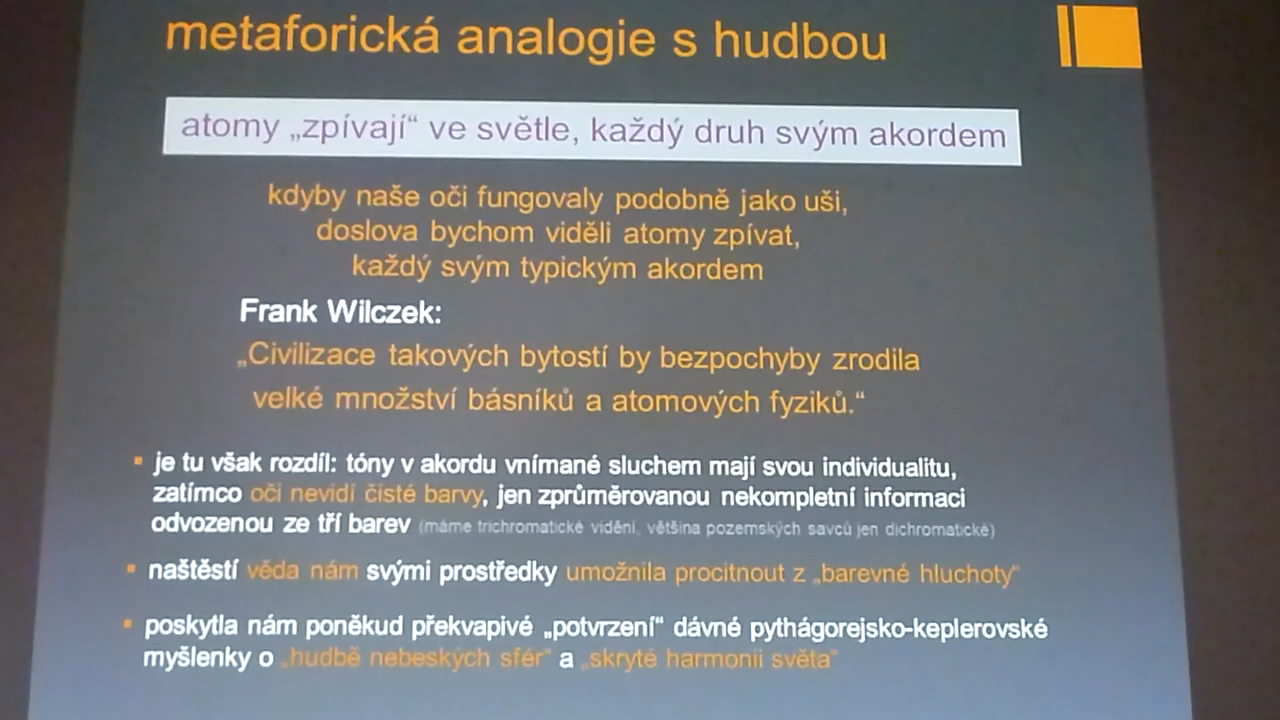 metaforická analogie s hudbou
atomy „zpívají“ ve světle, každý druh svým akordem
kdyby naše oči fungovaly podobně jako uši,
doslova bychom viděli atomy zpívat,
každý svým typickým akordem
Frank Wilczek:
„Civilizace takových bytostí by bezpochyby zrodila
velké množství básníků a atomových fyziků.“
je tu však rozdíl: tóny v akordu vnímané sluchem mají svou individualitu,
zatímco oči nevidí čisté barvy, jen zprůměrovanou nekompletní informaci
odvozenou ze tří barev (máme trichromatické vidění, většina pozemských savců jen dichromatické)
naštěstí věda nám svými prostředky umožnila procitnout z „barevné hluchoty“
poskytla nám poněkud překvapivé „potvrzení“ dávné pythágorejsko-keplerovské
myšlenky o „hudbě nebeských sfér“ a „skryté harmonii světa“